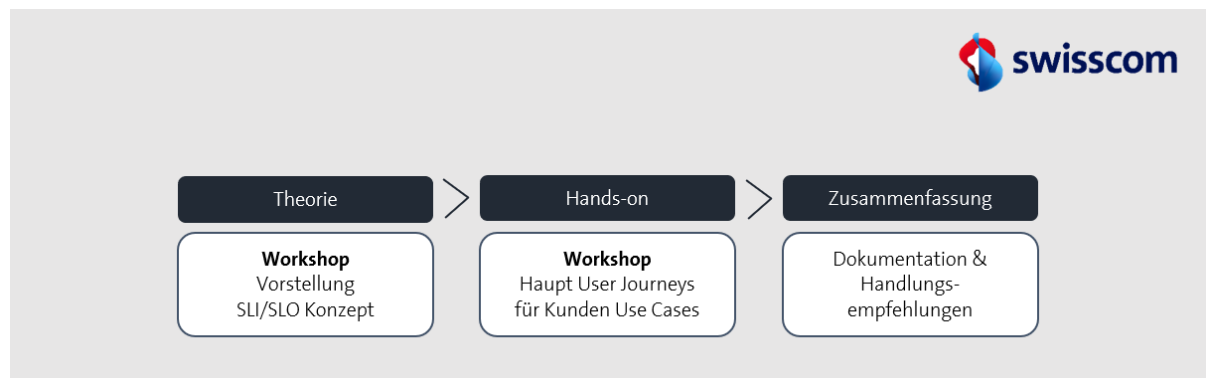 swisscom
Theorie
Hands-on
Zusammenfassung
Workshop
Vorstellung
SLI/SLO Konzept
Workshop
Haupt User Journeys
für Kunden Use Cases
Dokumentation &
Handlungs-
empfehlungen